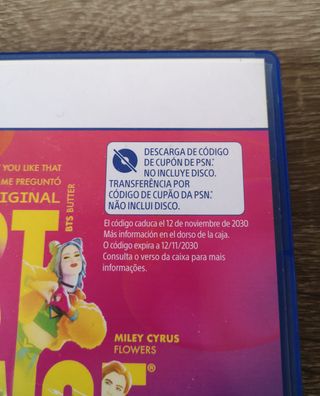 YOU LIKE THAT
ME PREGUNTÓ
IGINAL
BTS BUTTER
DESCARGA DE CÓDIGO
DE CUPÓN DE PSN.
NO INCLUYE DISCO.
TRANSFERÊNCIA POR
CÓDIGO DE CUPÃO DA PSN.
NÃO INCLUI DISCO.
El código caduca el 12 de noviembre de 2030
Más información en el dorso de la caja.
O código expira a 12/11/2030
Consulta o verso da caixa para mais
informações.
MILEY CYRUS
FLOWERS